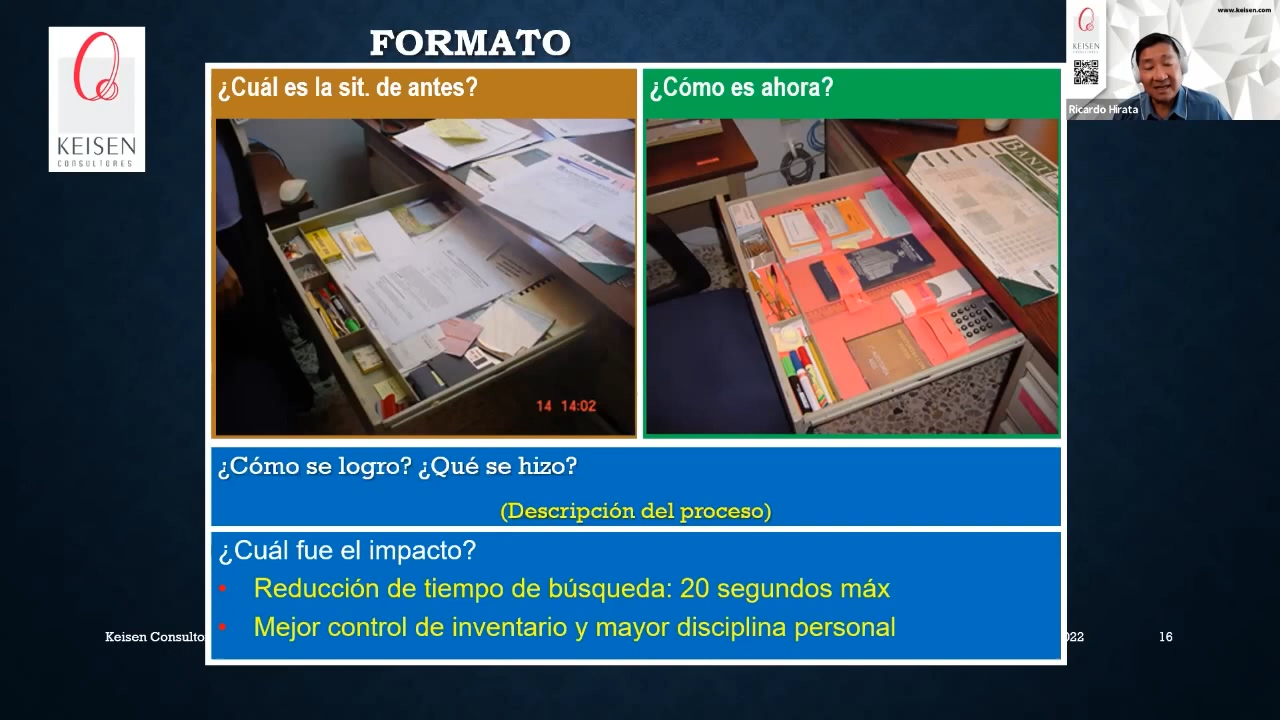 FORMATO
www.keisen.com
KEISEN
Ricardo Hirata
KEISEN
CONSULTORES
¿Cuál es la sit. de antes?
¿Cómo es ahora?
14 14:02
¿Cómo se logro? ¿Qué se hizo?
(Descripción del proceso)
¿Cuál fue el impacto?
• Reducción de tiempo de búsqueda: 20 segundos máx
• Mejor control de inventario y mayor disciplina personal
Keisen
16